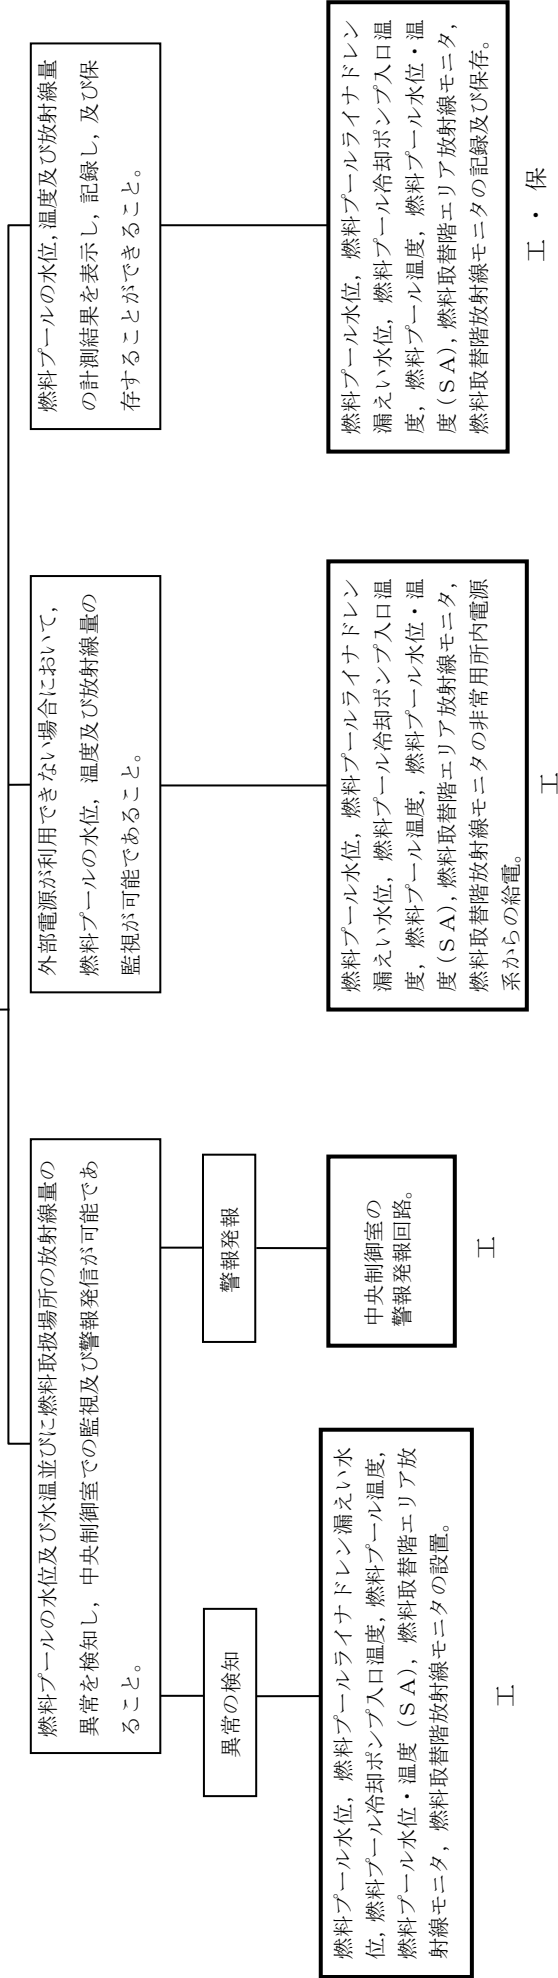 燃料プールの水位及び水温並びに燃料取扱場所の放射線量の
異常を検知し，中央制御室での監視及び警報発信が可能であ
ること。
異常の検知
燃料プール水位，燃料プールライナドレン漏えい水
位，燃料プール冷却ポンプ入口温度，燃料プール温度，
燃料プール水位・温度（ＳＡ），燃料取替階エリア放
射線モニタ，燃料取替階放射線モニタの設置。
工
警報発報
中央制御室の
警報発報回路。
工
外部電源が利用できない場合において，
燃料プールの水位，温度及び放射線量の
監視が可能であること。
燃料プール水位，燃料プールライナドレン
漏えい水位，燃料プール冷却ポンプ入口温
度，燃料プール温度，燃料プール水位・温
度（ＳＡ），燃料取替階エリア放射線モニタ，
燃料取替階放射線モニタの非常用所内電源
系からの給電。
工
燃料プールの水位，温度及び放射線量
の計測結果を表示し，記録し，及び保
存することができること。
燃料プール水位，燃料プールライナドレン
漏えい水位，燃料プール冷却ポンプ入口温
度，燃料プール温度，燃料プール水位・温
度（ＳＡ），燃料取替階エリア放射線モニタ，
燃料取替階放射線モニタの記録及び保存。
工・保